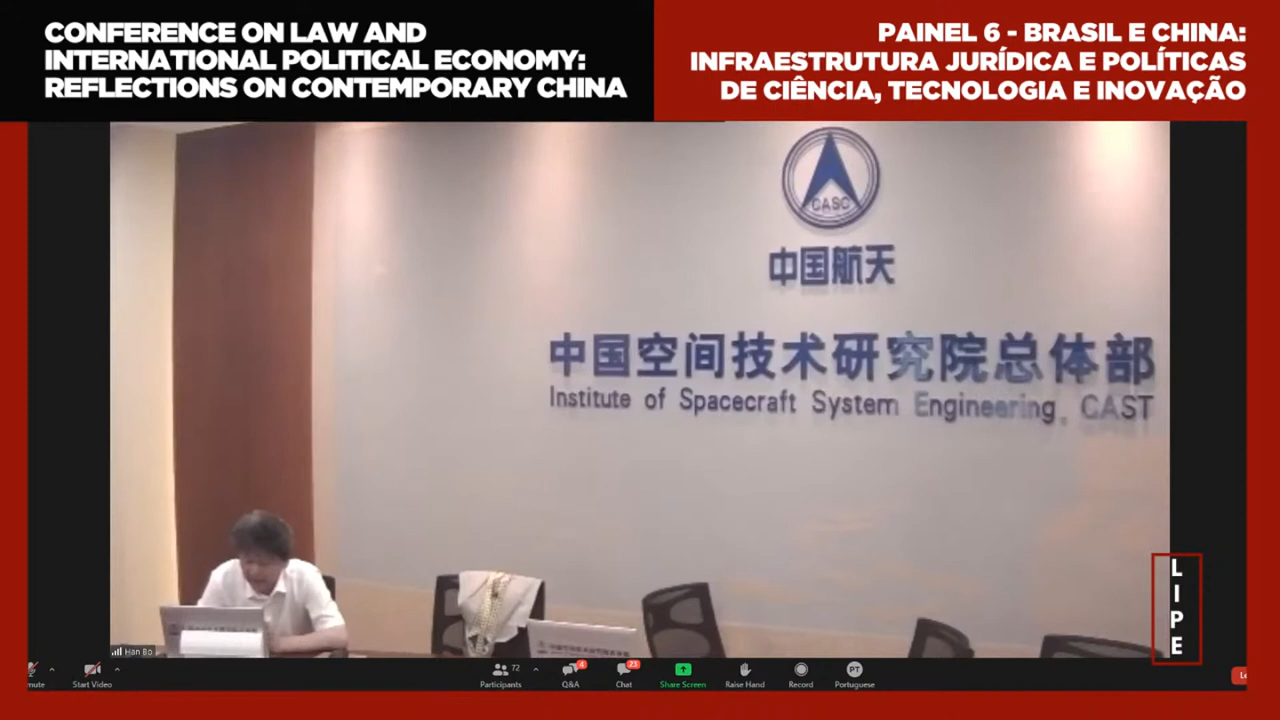 CONFERENCE ON LAW AND
INTERNATIONAL POLITICAL ECONOMY:
REFLECTIONS ON CONTEMPORARY CHINA
PAINEL 6 - BRASIL E CHINA:
INFRAESTRUTURA JURÍDICA E POLÍTICAS
DE CIÊNCIA, TECNOLOGIA E INOVAÇÃO
CASC
中国航天
中国空间技术研究院总体部
Institute of Spacecraft System Engineering, CAST
L
I
P
E
Han Bo
Start Video
Participants
72
Q&A
4
Chat
23
Share Screen
Raise Hand
Record
PT
Portuguese